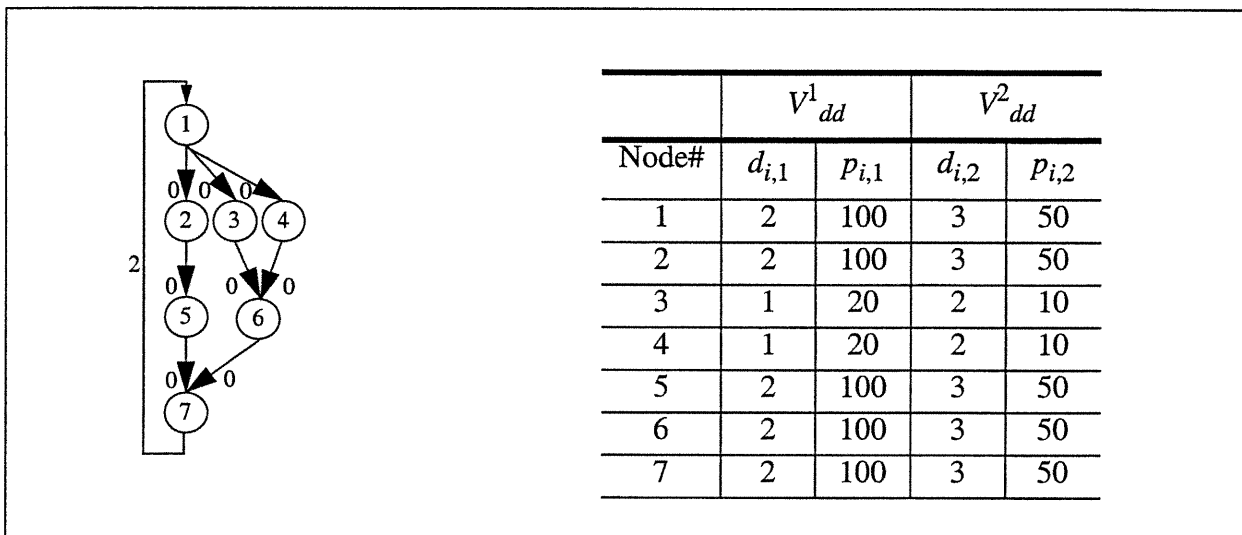 1
0 0 0
2 3 4
2
0 0 0
5 6
0 0
7
V¹dd V²dd
Node# di,1 pi,1 di,2 pi,2
1 2 100 3 50
2 2 100 3 50
3 1 20 2 10
4 1 20 2 10
5 2 100 3 50
6 2 100 3 50
7 2 100 3 50